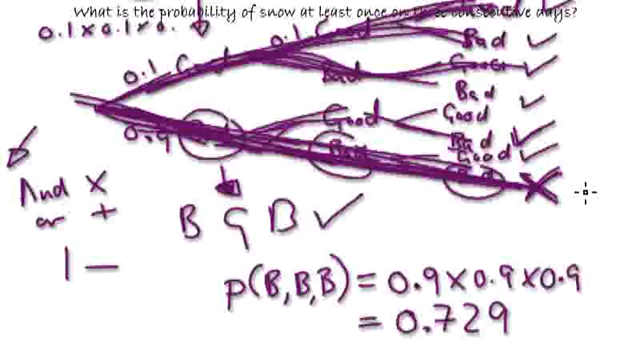 What is the probability of snow at least once on three consecutive days?
0.1 x 0.1 x 0.
0.1
Bad
0.1 Good
Bad
Good
Bad
Good
Good
0.9
Bad
Good
And x
or +
B G B ✓
1 —
P(B,B,B) = 0.9 x 0.9 x 0.9
= 0.729